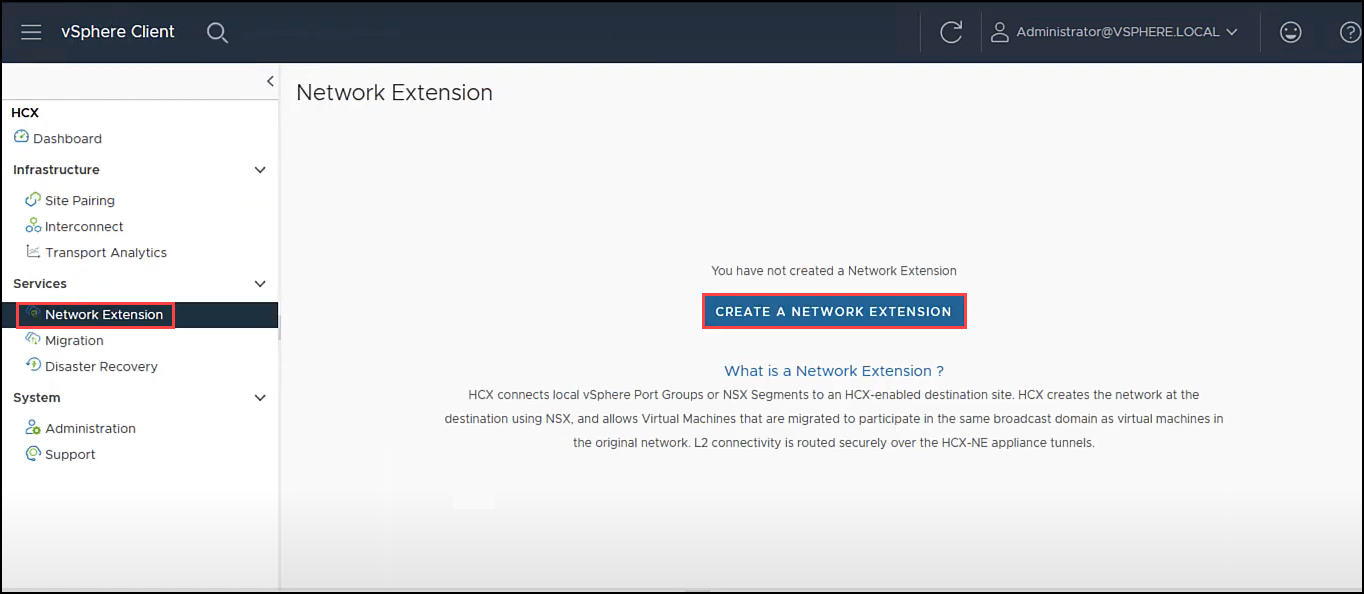 vSphere Client
Administrator@VSPHERE.LOCAL
?
HCX
Dashboard
Infrastructure
Site Pairing
Interconnect
Transport Analytics
Services
Network Extension
Migration
Disaster Recovery
System
Administration
Support
Network Extension
You have not created a Network Extension
CREATE A NETWORK EXTENSION
What is a Network Extension ?
HCX connects local vSphere Port Groups or NSX Segments to an HCX-enabled destination site. HCX creates the network at the
destination using NSX, and allows Virtual Machines that are migrated to participate in the same broadcast domain as virtual machines in
the original network. L2 connectivity is routed securely over the HCX-NE appliance tunnels.